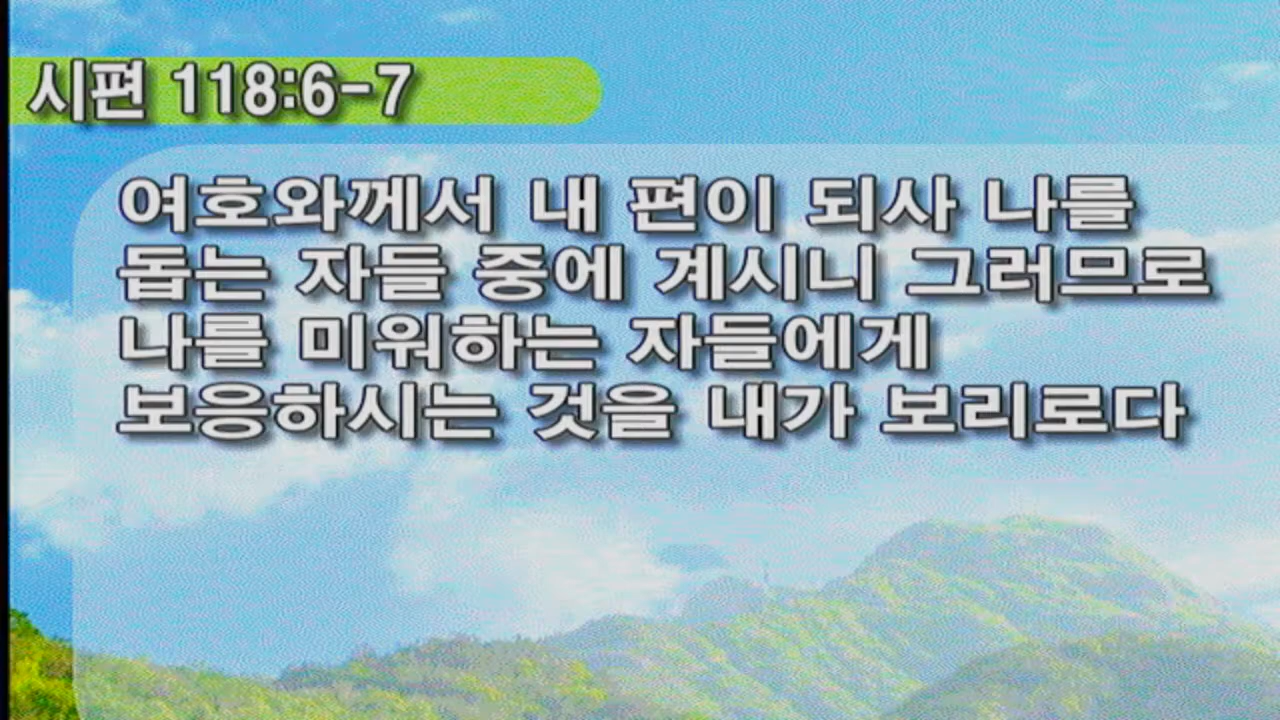 시편 118:6-7
여호와께서 내 편이 되사 나를
돕는 자들 중에 계시니 그러므로
나를 미워하는 자들에게
보응하시는 것을 내가 보리로다